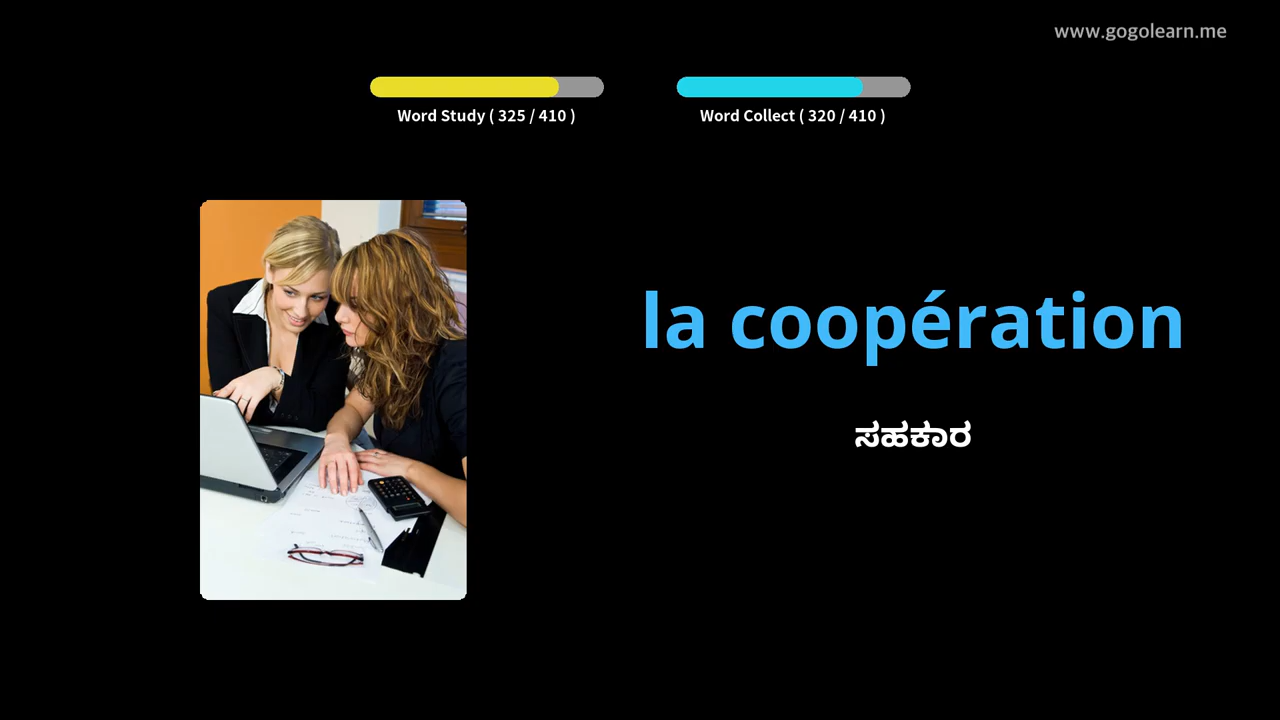 www.gogolearn.me
Word Study ( 325 / 410 )
Word Collect ( 320 / 410 )
la coopération
ಸಹಕಾರ